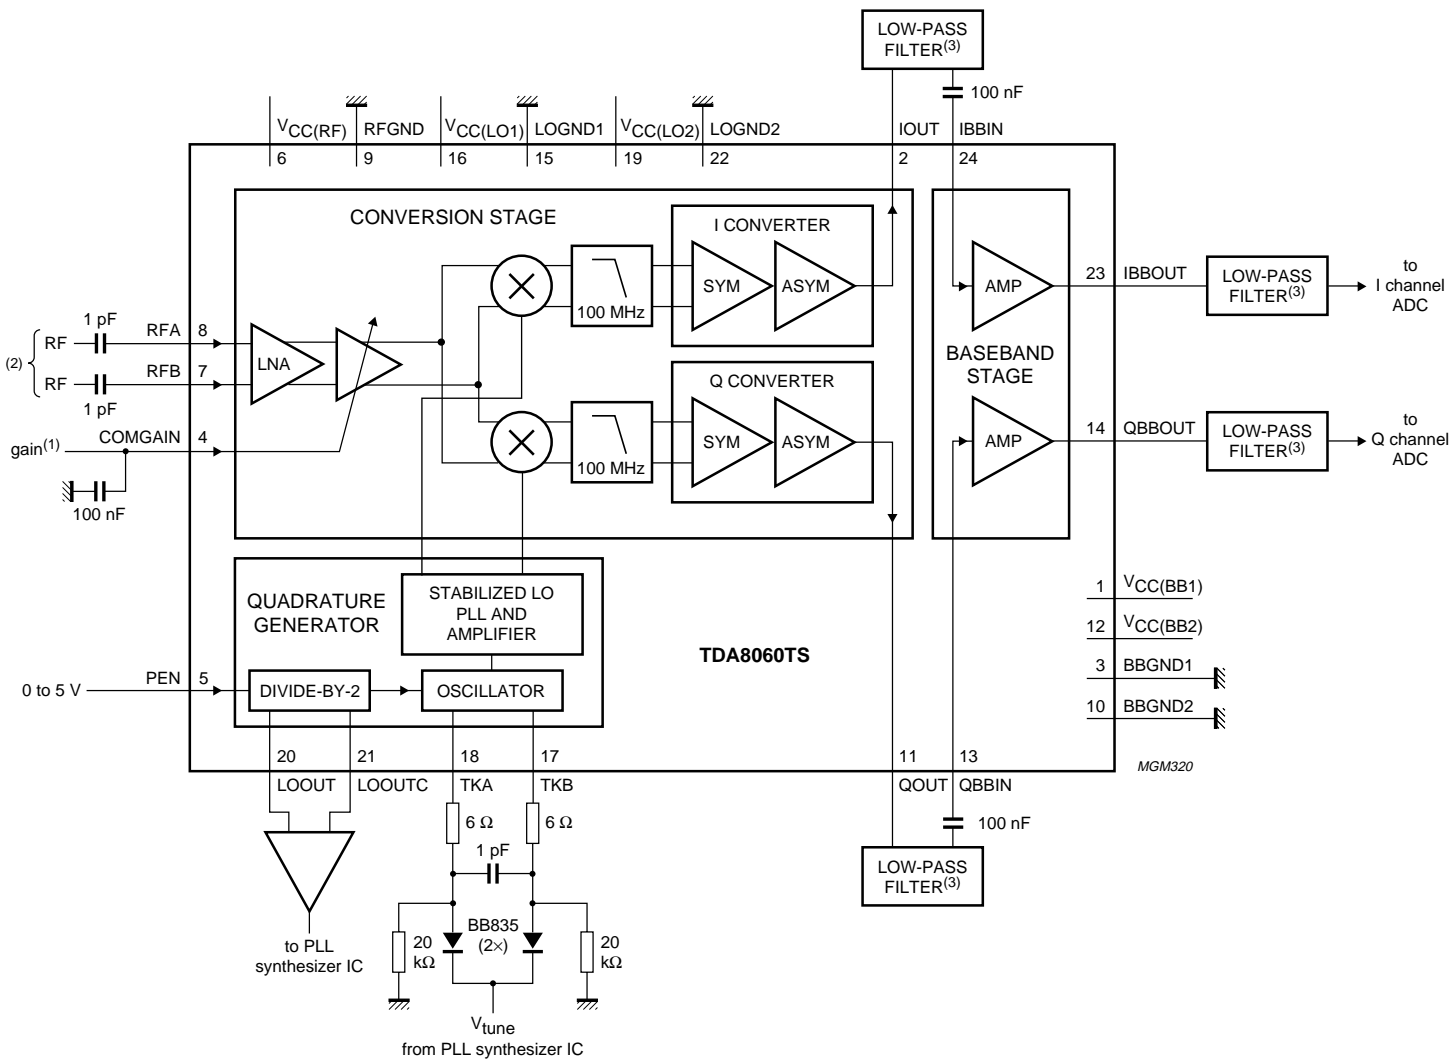 LOW-PASS
FILTER(3)
100 nF
VCC(RF)
RFGND
VCC(LO1)
LOGND1
VCC(LO2)
LOGND2
IOUT
IBBIN
6
9
16
15
19
22
2
24
CONVERSION STAGE
I CONVERTER
SYM
ASYM
100 MHz
AMP
23
IBBOUT
LOW-PASS
FILTER(3)
to
I channel
ADC
1 pF
RFA
8
(2)
RF
RF
RFB
7
1 pF
LNA
BASEBAND
STAGE
Q CONVERTER
COMGAIN
4
gain(1)
100 nF
SYM
ASYM
100 MHz
AMP
14
QBBOUT
LOW-PASS
FILTER(3)
to
Q channel
ADC
QUADRATURE
GENERATOR
STABILIZED LO
PLL AND
AMPLIFIER
1
VCC(BB1)
12
VCC(BB2)
TDA8060TS
3
BBGND1
10
BBGND2
0 to 5 V
PEN
5
DIVIDE-BY-2
OSCILLATOR
20
21
18
17
11
13
MGM320
LOOUT
LOOUTC
TKA
TKB
QOUT
QBBIN
6 Ω
6 Ω
100 nF
1 pF
LOW-PASS
FILTER(3)
BB835
(2×)
20
kΩ
20
kΩ
to PLL
synthesizer IC
Vtune
from PLL synthesizer IC